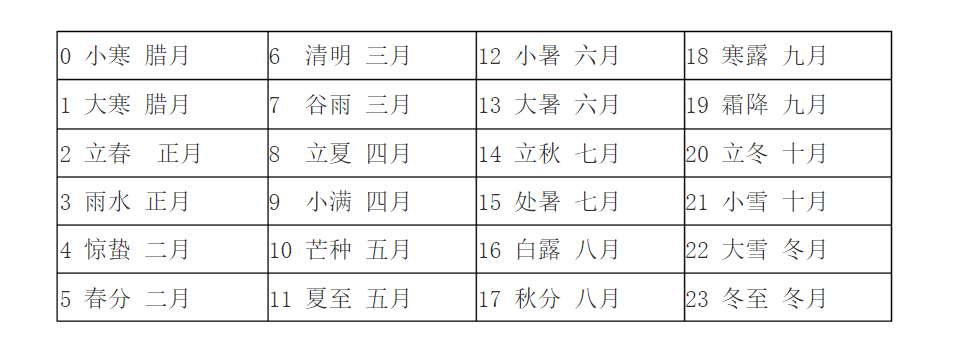 0 小寒 腊月 6 清明 三月 12 小暑 六月 18 寒露 九月
1 大寒 腊月 7 谷雨 三月 13 大暑 六月 19 霜降 九月
2 立春 正月 8 立夏 四月 14 立秋 七月 20 立冬 十月
3 雨水 正月 9 小满 四月 15 处暑 七月 21 小雪 十月
4 惊蛰 二月 10 芒种 五月 16 白露 八月 22 大雪 冬月
5 春分 二月 11 夏至 五月 17 秋分 八月 23 冬至 冬月